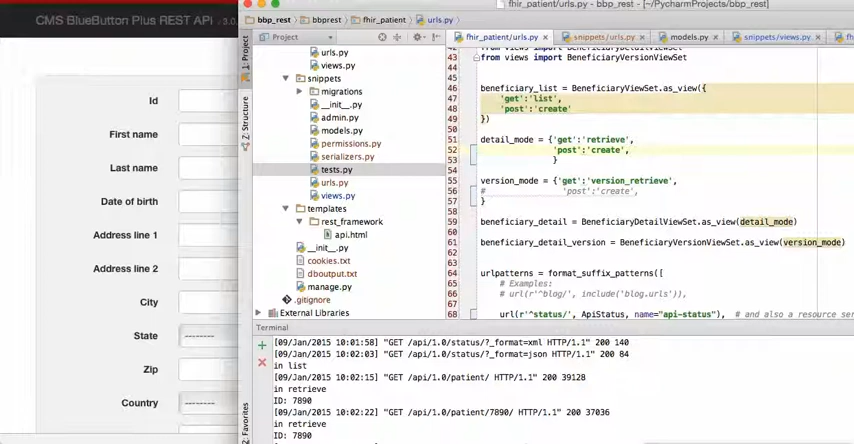 CMS BlueButton Plus REST API
Id
First name
Last name
Date of birth
Address line 1
Address line 2
City
State
--------
Zip
Country
--------
fhir_patient/urls.py - bbp_rest - [~/PycharmProjects/bbp_rest]
bbp_rest bbprest fhir_patient urls.py
Project
fhir_patient/urls.py × snippets/urls.py × models.py × snippets/views.py ×
1: Project
Z: Structure
Favorites
urls.py
views.py
snippets
migrations
__init__.py
admin.py
models.py
permissions.py
serializers.py
tests.py
urls.py
views.py
templates
rest_framework
api.html
__init__.py
cookies.txt
dboutput.txt
manage.py
.gitignore
External Libraries
42 from views import BeneficiaryDetailViewSet
43 from views import BeneficiaryVersionViewSet
44
45
46 beneficiary_list = BeneficiaryViewSet.as_view({
47 'get':'list',
48 'post':'create'
49 })
50
51 detail_mode = {'get':'retrieve',
52 'post':'create',
53 }
54
55 version_mode = {'get':'version_retrieve',
56 # 'post':'create',
57 }
58
59 beneficiary_detail = BeneficiaryDetailViewSet.as_view(detail_mode)
60
61 beneficiary_detail_version = BeneficiaryVersionViewSet.as_view(version_mode)
62
63
64 urlpatterns = format_suffix_patterns([
65 # Examples:
66 # url(r'^blog/', include('blog.urls')),
67
68 url(r'^status/', ApiStatus, name="api-status"), # and also a resource ser
Terminal
[09/Jan/2015 10:01:58] "GET /api/1.0/status/?_format=xml HTTP/1.1" 200 140
[09/Jan/2015 10:02:03] "GET /api/1.0/status/?_format=json HTTP/1.1" 200 84
in list
[09/Jan/2015 10:02:15] "GET /api/1.0/patient/ HTTP/1.1" 200 39128
in retrieve
ID: 7890
[09/Jan/2015 10:02:22] "GET /api/1.0/patient/7890/ HTTP/1.1" 200 37036
in retrieve
ID: 7890